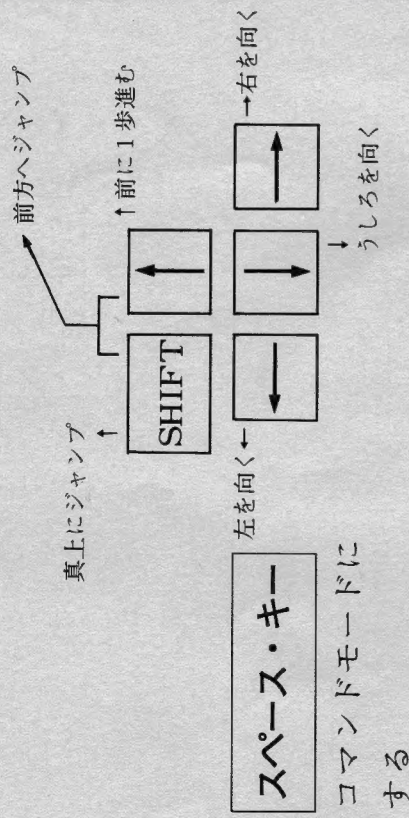 前方へジャンプ
真上にジャンプ
↑
↑前に1歩進む
SHIFT
↑
左を向く←
←
↓
→
→右を向く
↓
うしろを向く
スペース・キー
コマンドモードに
する